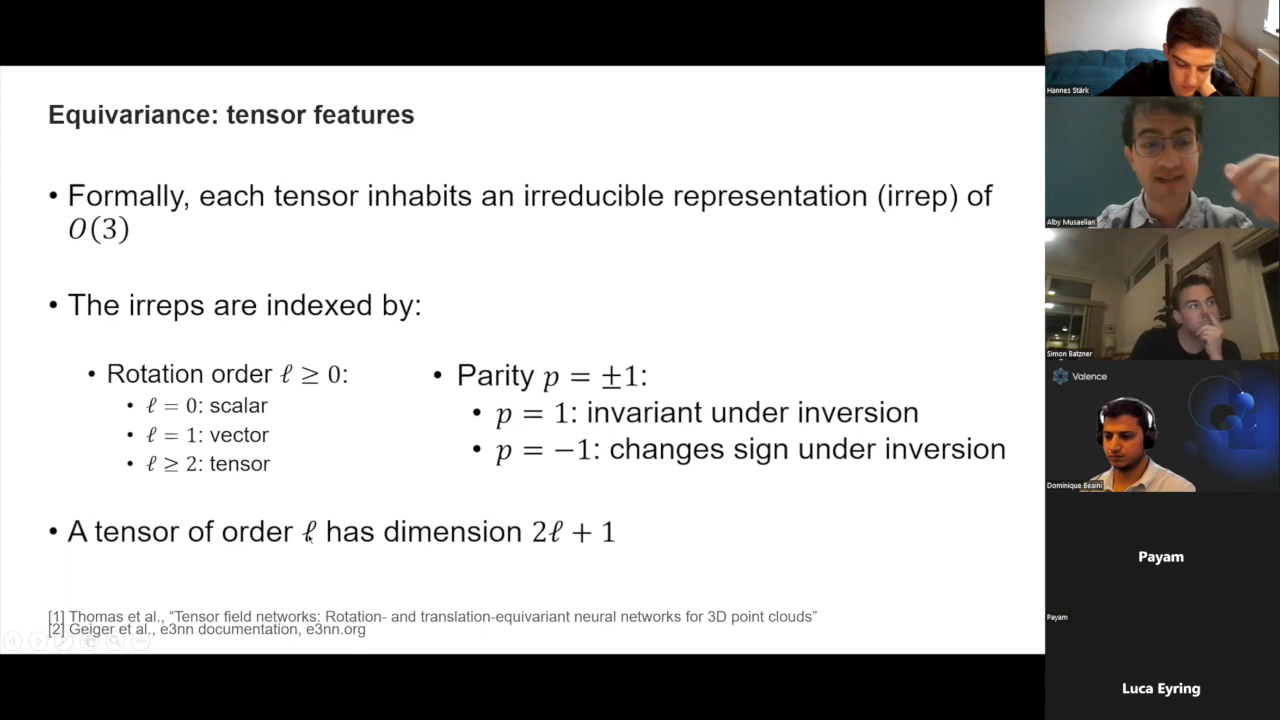 Equivariance: tensor features
• Formally, each tensor inhabits an irreducible representation (irrep) of
O(3)
• The irreps are indexed by:
• Rotation order ℓ ≥ 0:
• ℓ = 0: scalar
• ℓ = 1: vector
• ℓ ≥ 2: tensor
• Parity p = ±1:
• p = 1: invariant under inversion
• p = −1: changes sign under inversion
• A tensor of order ℓ has dimension 2ℓ + 1
[1] Thomas et al., “Tensor field networks: Rotation- and translation-equivariant neural networks for 3D point clouds”
[2] Geiger et al., e3nn documentation, e3nn.org
Hannes Stärk
Alby Musaelian
Simon Batzner
Valence
Dominique Beaini
Payam
Payam
Luca Eyring